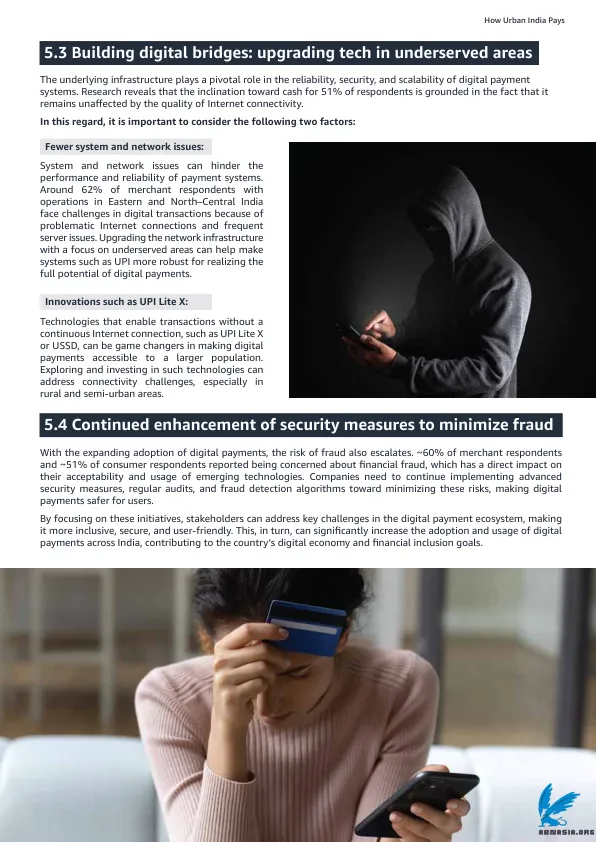 How Urban India Pays
5.3 Building digital bridges: upgrading tech in underserved areas
The underlying infrastructure plays a pivotal role in the reliability, security, and scalability of digital payment
systems. Research reveals that the inclination toward cash for 51% of respondents is grounded in the fact that it
remains unaffected by the quality of Internet connectivity.
In this regard, it is important to consider the following two factors:
Fewer system and network issues:
System and network issues can hinder the
performance and reliability of payment systems.
Around 62% of merchant respondents with
operations in Eastern and North–Central India
face challenges in digital transactions because of
problematic Internet connections and frequent
server issues. Upgrading the network infrastructure
with a focus on underserved areas can help make
systems such as UPI more robust for realizing the
full potential of digital payments.
Innovations such as UPI Lite X:
Technologies that enable transactions without a
continuous Internet connection, such as UPI Lite X
or USSD, can be game changers in making digital
payments accessible to a larger population.
Exploring and investing in such technologies can
address connectivity challenges, especially in
rural and semi-urban areas.
5.4 Continued enhancement of security measures to minimize fraud
With the expanding adoption of digital payments, the risk of fraud also escalates. ~60% of merchant respondents
and ~51% of consumer respondents reported being concerned about financial fraud, which has a direct impact on
their acceptability and usage of emerging technologies. Companies need to continue implementing advanced
security measures, regular audits, and fraud detection algorithms toward minimizing these risks, making digital
payments safer for users.
By focusing on these initiatives, stakeholders can address key challenges in the digital payment ecosystem, making
it more inclusive, secure, and user-friendly. This, in turn, can significantly increase the adoption and usage of digital
payments across India, contributing to the country's digital economy and financial inclusion goals.
ABNASIA.ORG